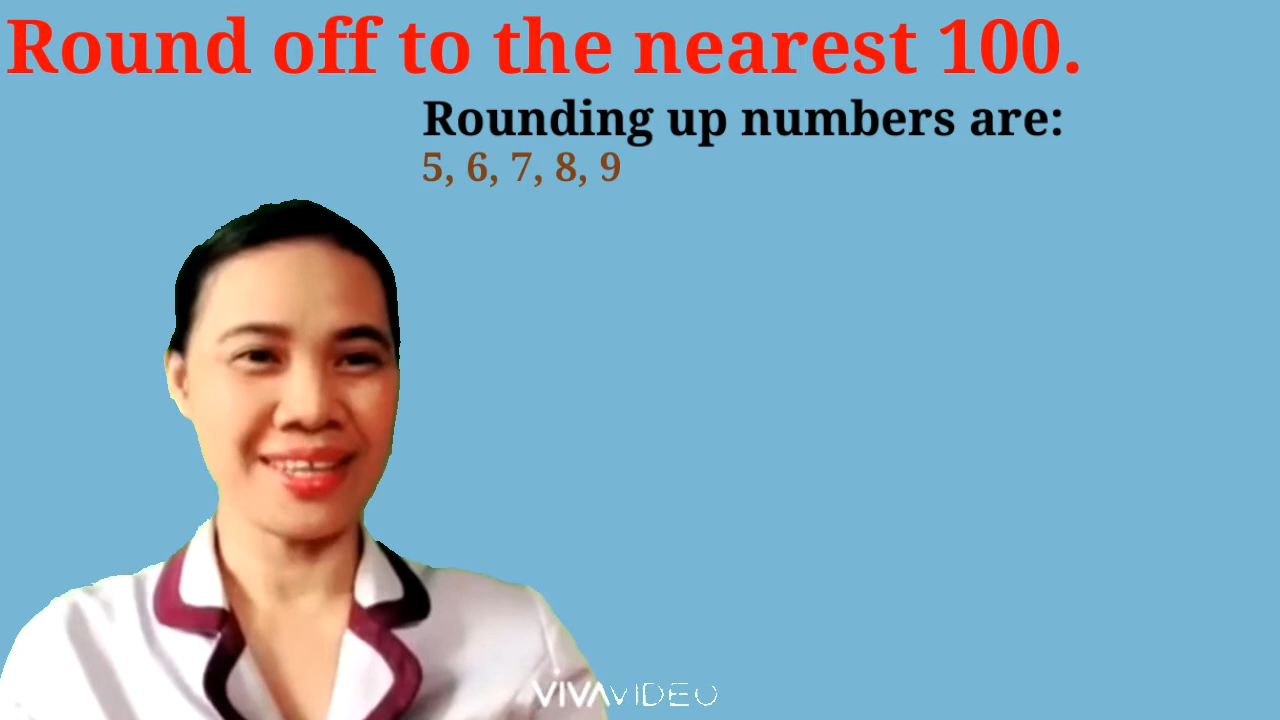 Round off to the nearest 100.
Rounding up numbers are:
5, 6, 7, 8, 9
VIVAVIDEO